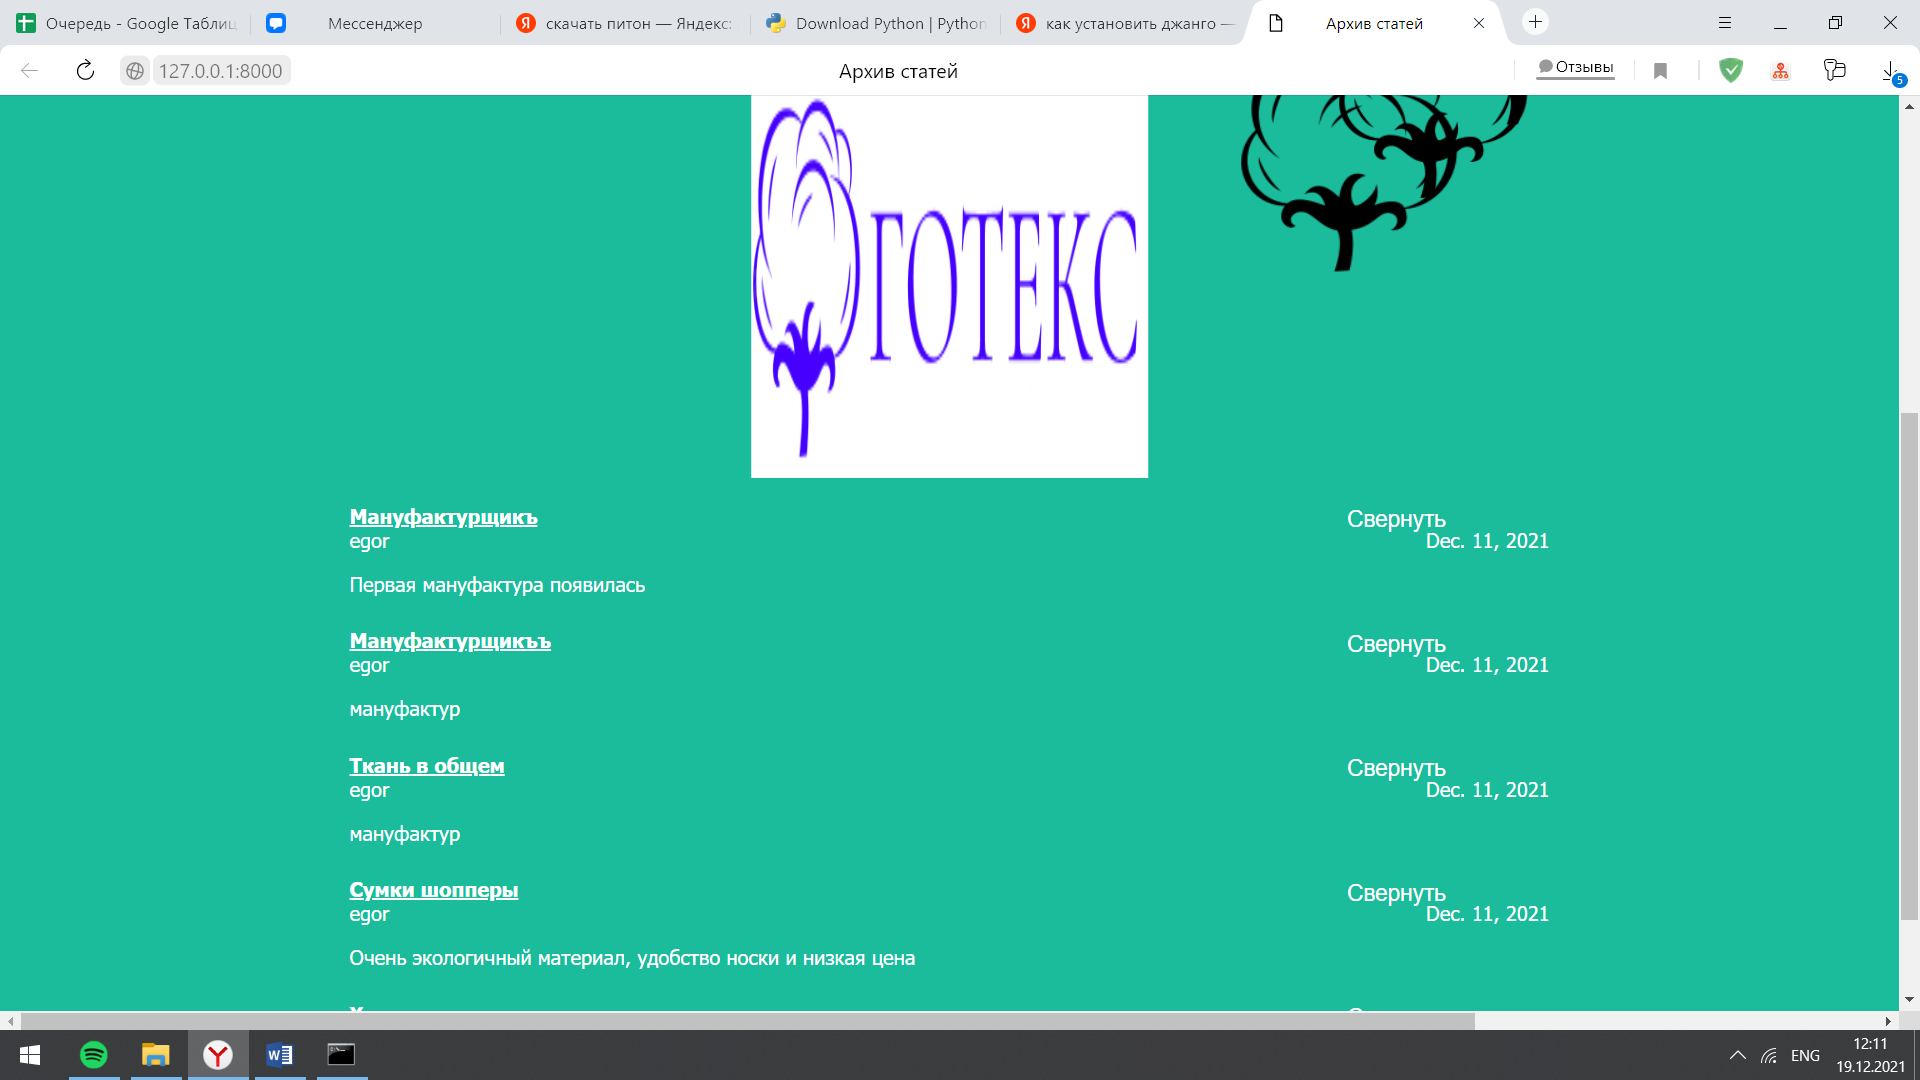 Очередь - Google Таблиц
Мессенджер
скачать питон — Яндекс:
Download Python | Python
как установить джанго —
Архив статей
127.0.0.1:8000
Архив статей
Отзывы
5
ГОТЕКС
Мануфактурщикъ
Свернуть
egor
Dec. 11, 2021
Первая мануфактура появилась
Мануфактурщикъъ
Свернуть
egor
Dec. 11, 2021
мануфактур
Ткань в общем
Свернуть
egor
Dec. 11, 2021
мануфактур
Сумки шопперы
Свернуть
egor
Dec. 11, 2021
Очень экологичный материал, удобство носки и низкая цена
ENG
12:11
19.12.2021